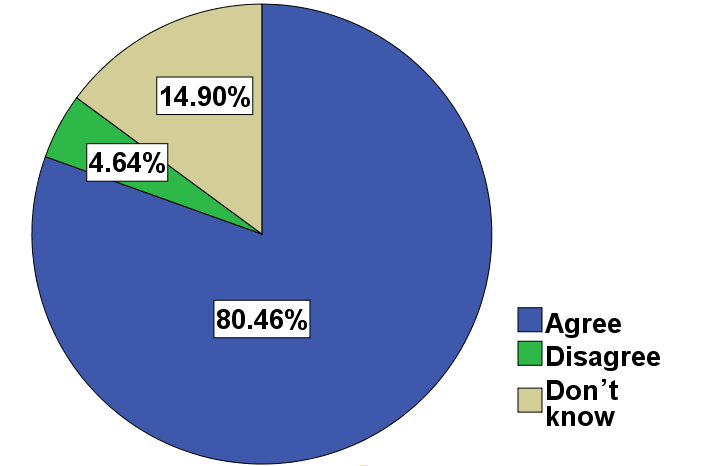 14.90%
4.64%
80.46%
Agree
Disagree
Don’t
know